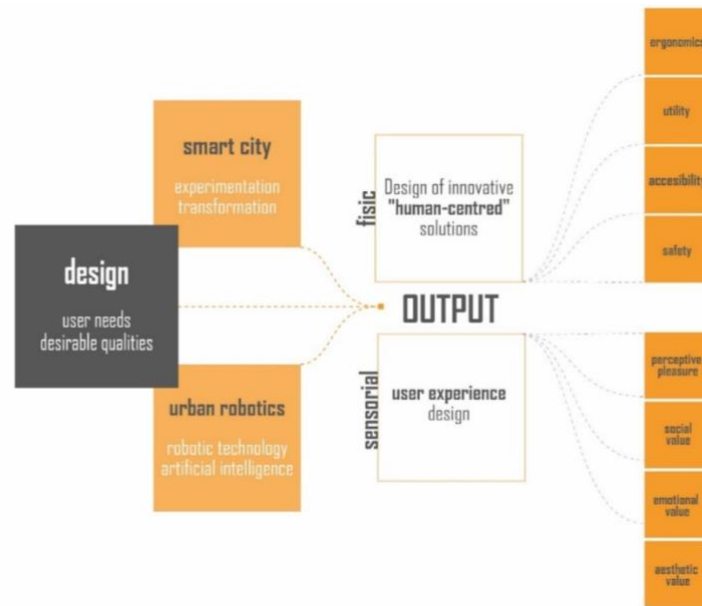 smart city
experimentation
transformation
design
user needs
desirable qualities
urban robotics
robotic technology
artificial intelligence
fisic
Design of innovative
"human-centred"
solutions
OUTPUT
sensorial
user experience
design
ergonomics
utility
accesibility
safety
perceptive
pleasure
social
value
emotional
value
aesthetic
value